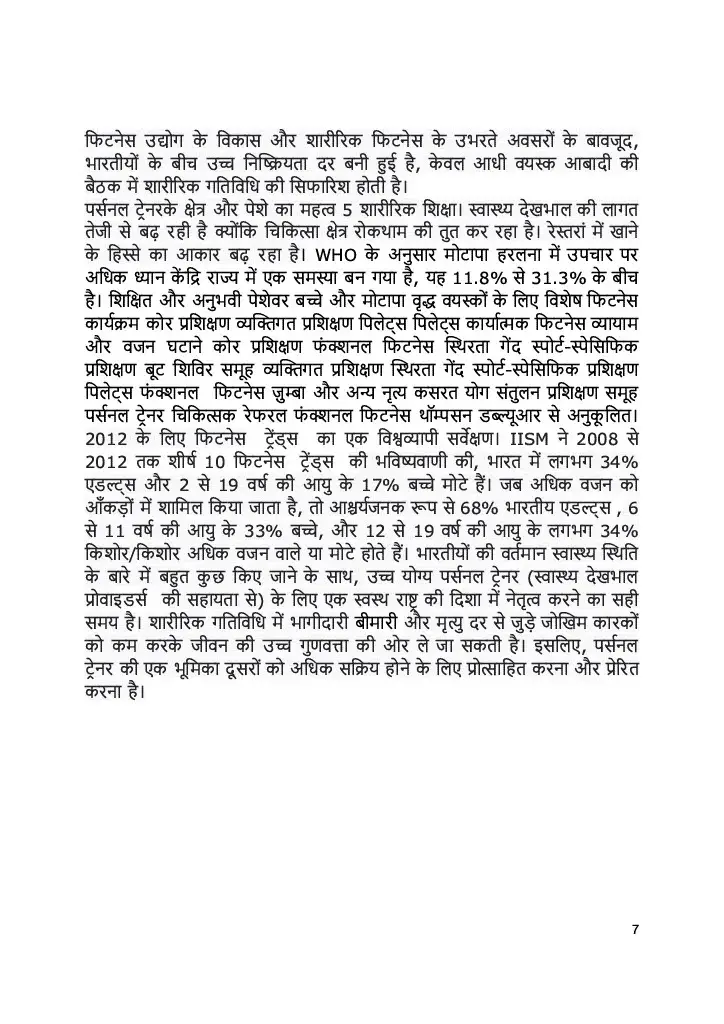 फिटनेस उद्योग के विकास और शारीरिक फिटनेस के उभरते अवसरों के बावजूद,
भारतीयों के बीच उच्च निष्क्रियता दर बनी हुई है, केवल आधी वयस्क आबादी की
बैठक में शारीरिक गतिविधि की सिफारिश होती है।
पर्सनल ट्रेनरके क्षेत्र और पेशे का महत्व 5 शारीरिक शिक्षा। स्वास्थ्य देखभाल की लागत
तेजी से बढ़ रही है क्योंकि चिकित्सा क्षेत्र रोकथाम की तुत कर रहा है। रेस्तरां में खाने
के हिस्से का आकार बढ़ रहा है। WHO के अनुसार मोटापा हरलना में उपचार पर
अधिक ध्यान केंद्रि राज्य में एक समस्या बन गया है, यह 11.8% से 31.3% के बीच
है। शिक्षित और अनुभवी पेशेवर बच्चे और मोटापा वृद्ध वयस्कों के लिए विशेष फिटनेस
कार्यक्रम कोर प्रशिक्षण व्यक्तिगत प्रशिक्षण पिलेट्स पिलेट्स कार्यात्मक फिटनेस व्यायाम
और वजन घटाने कोर प्रशिक्षण फंक्शनल फिटनेस स्थिरता गेंद स्पोर्ट-स्पेसिफिक
प्रशिक्षण बूट शिविर समूह व्यक्तिगत प्रशिक्षण स्थिरता गेंद स्पोर्ट-स्पेसिफिक प्रशिक्षण
पिलेट्स फंक्शनल फिटनेस ज़ुम्बा और अन्य नृत्य कसरत योग संतुलन प्रशिक्षण समूह
पर्सनल ट्रेनर चिकित्सक रेफरल फंक्शनल फिटनेस थॉम्पसन डब्ल्यूआर से अनुकूलित।
2012 के लिए फिटनेस ट्रेंड्स का एक विश्वव्यापी सर्वेक्षण। IISM ने 2008 से
2012 तक शीर्ष 10 फिटनेस ट्रेंड्स की भविष्यवाणी की, भारत में लगभग 34%
एडल्ट्स और 2 से 19 वर्ष की आयु के 17% बच्चे मोटे हैं। जब अधिक वजन को
आँकड़ों में शामिल किया जाता है, तो आश्चर्यजनक रूप से 68% भारतीय एडल्ट्स , 6
से 11 वर्ष की आयु के 33% बच्चे, और 12 से 19 वर्ष की आयु के लगभग 34%
किशोर/किशोर अधिक वजन वाले या मोटे होते हैं। भारतीयों की वर्तमान स्वास्थ्य स्थिति
के बारे में बहुत कुछ किए जाने के साथ, उच्च योग्य पर्सनल ट्रेनर (स्वास्थ्य देखभाल
प्रोवाइडर्स की सहायता से) के लिए एक स्वस्थ राष्ट्र की दिशा में नेतृत्व करने का सही
समय है। शारीरिक गतिविधि में भागीदारी बीमारी और मृत्यु दर से जुड़े जोखिम कारकों
को कम करके जीवन की उच्च गुणवत्ता की ओर ले जा सकती है। इसलिए, पर्सनल
ट्रेनर की एक भूमिका दूसरों को अधिक सक्रिय होने के लिए प्रोत्साहित करना और प्रेरित
करना है।
7